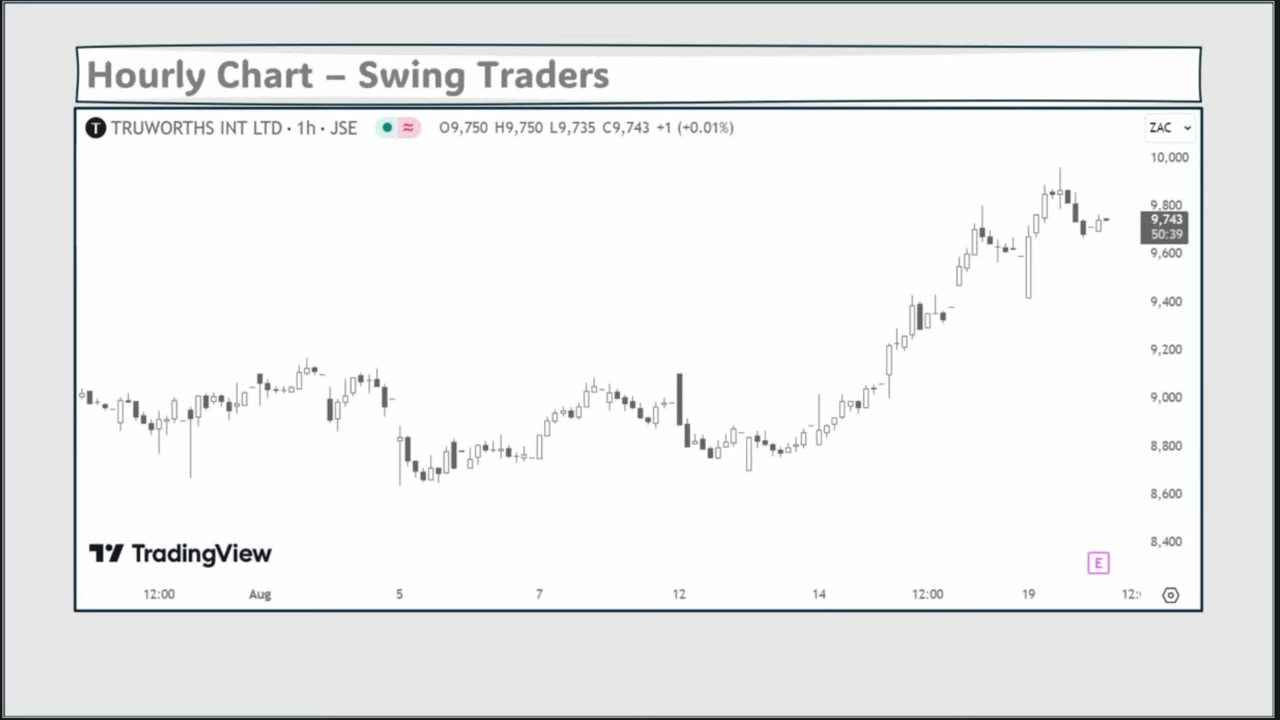 Hourly Chart – Swing Traders
T TRUWORTHS INT LTD · 1h · JSE ≈ O9,750 H9,750 L9,735 C9,743 +1 (+0.01%)
ZAC
10,000
9,800
9,743
50:39
9,600
9,400
9,200
9,000
8,800
8,600
8,400
E
TradingView
12:00 Aug 5 7 12 14 12:00 19 12: